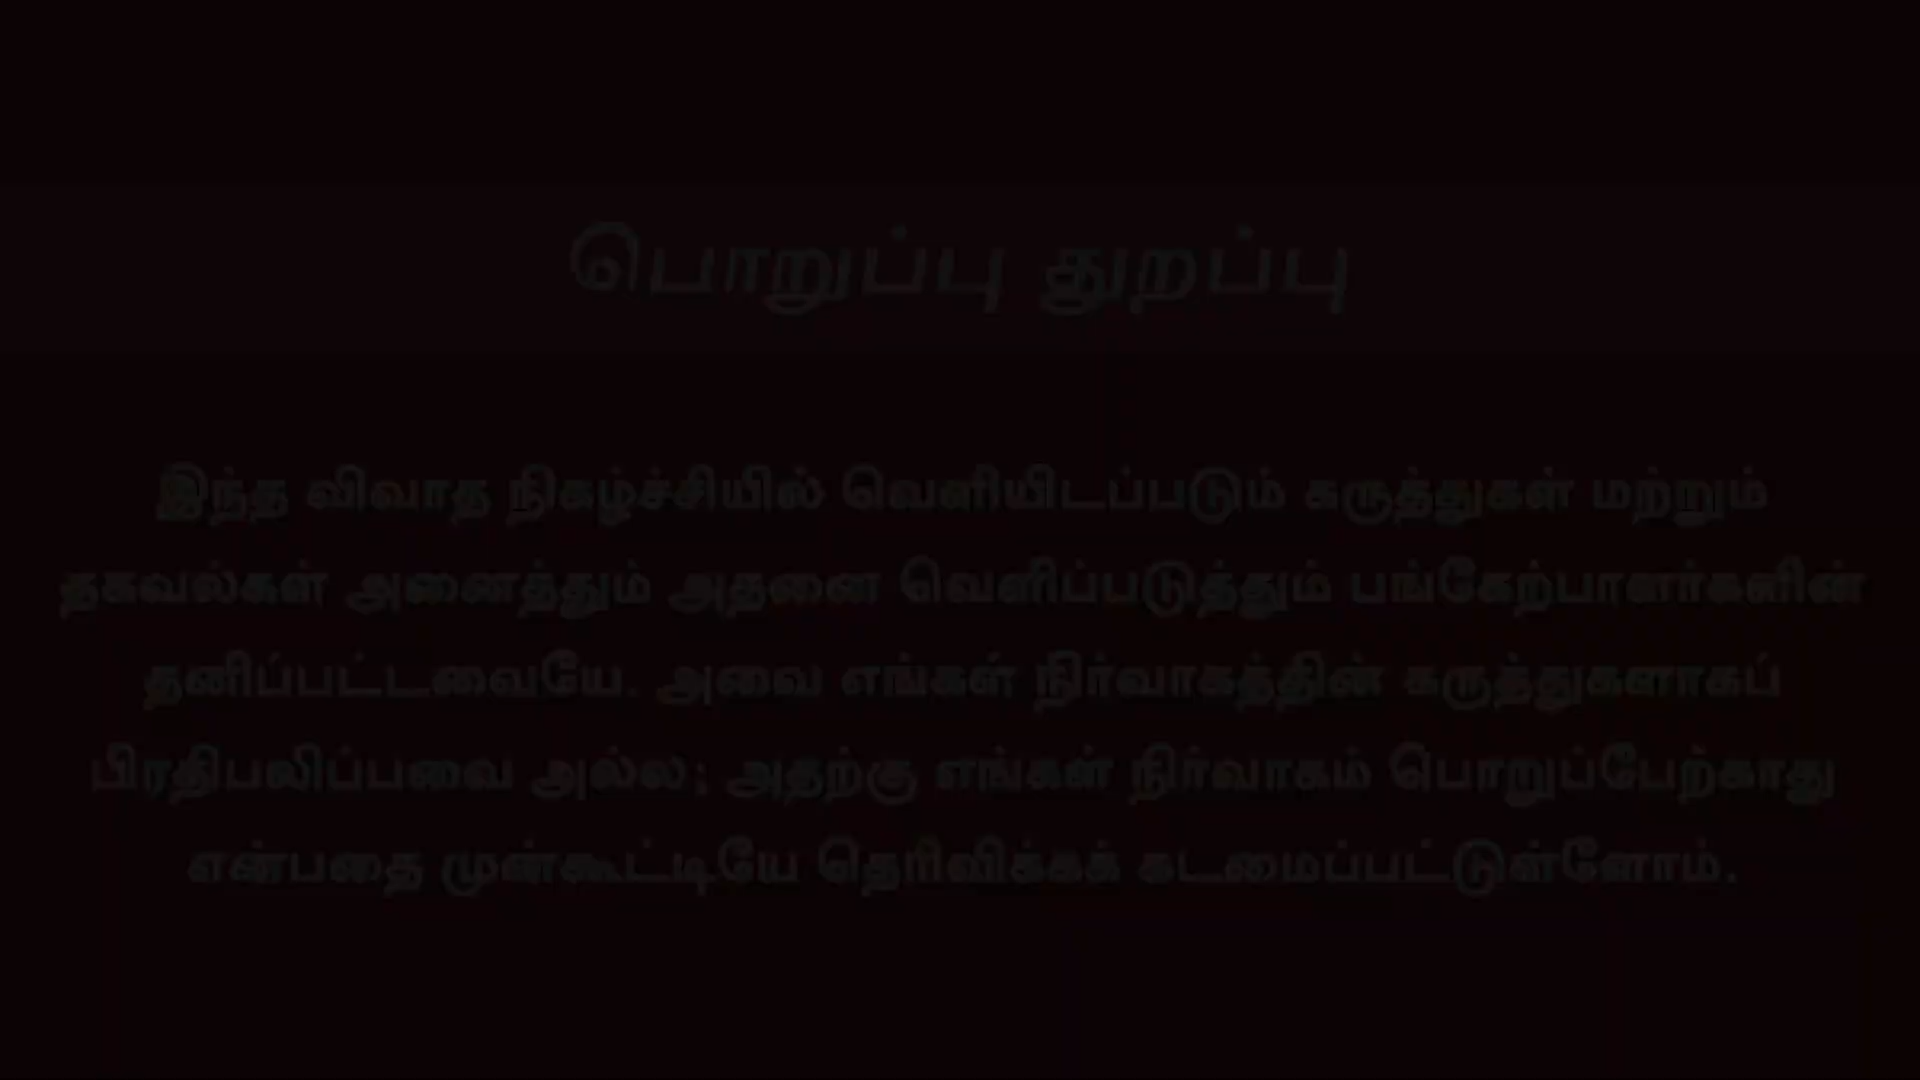 பொறுப்பு துறப்பு
இந்த விவாத நிகழ்ச்சியில் வெளியிடப்படும் கருத்துகள் மற்றும்
தகவல்கள் அனைத்தும் அதனை வெளிப்படுத்தும் பங்கேற்பாளர்களின்
தனிப்பட்டவையே. அவை எங்கள் நிர்வாகத்தின் கருத்துகளாகப்
பிரதிபலிப்பவை அல்ல; அதற்கு எங்கள் நிர்வாகம் பொறுப்பேற்காது
என்பதை முன்கூட்டியே தெரிவிக்கக் கடமைப்பட்டுள்ளோம்.